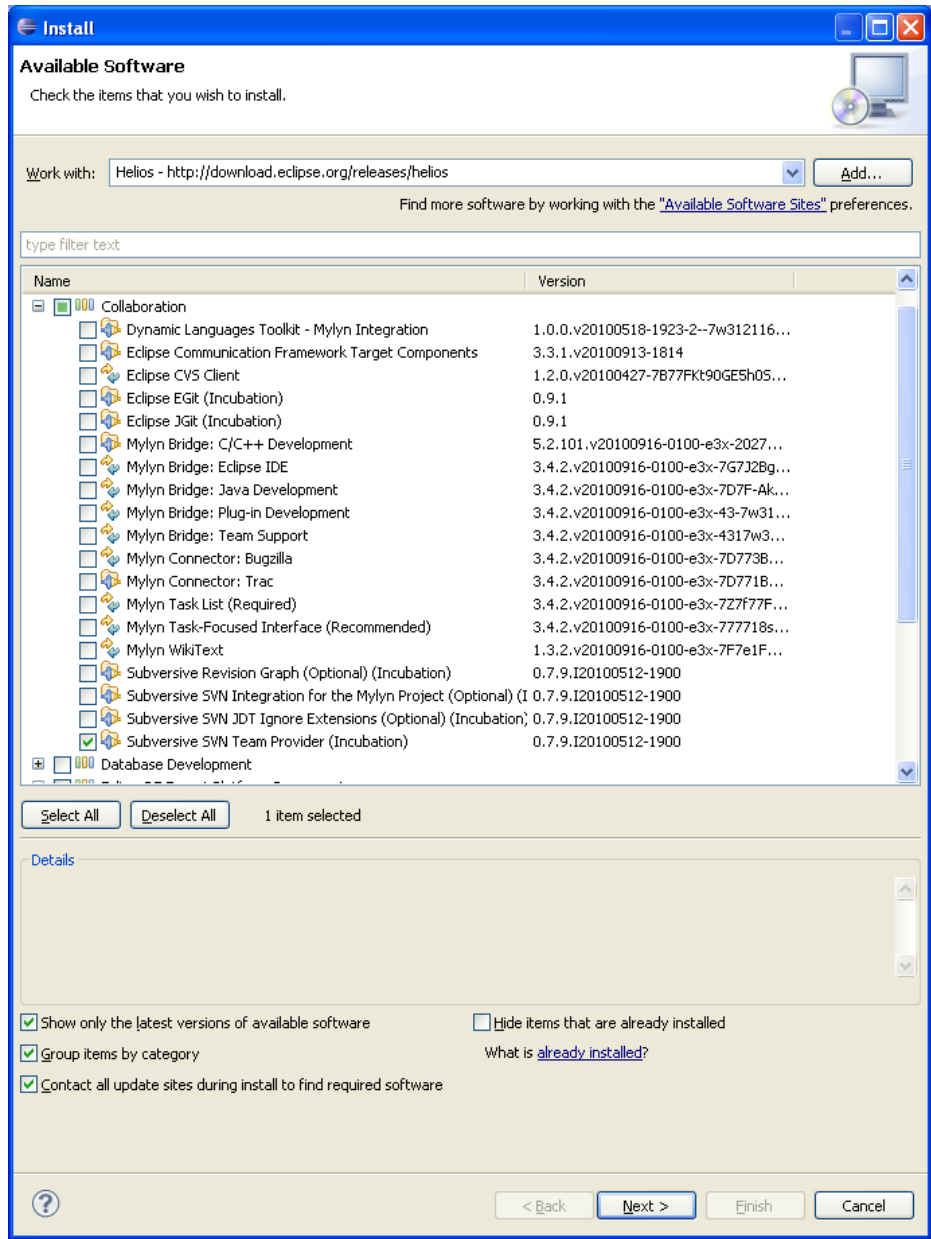 Install
Available Software
Check the items that you wish to install.
Work with: Helios - http://download.eclipse.org/releases/helios Add...
Find more software by working with the "Available Software Sites" preferences.
type filter text
Name Version
Collaboration
Dynamic Languages Toolkit - Mylyn Integration 1.0.0.v20100518-1923-2--7w312116...
Eclipse Communication Framework Target Components 3.3.1.v20100913-1814
Eclipse CVS Client 1.2.0.v20100427-7B77FKt90GE5h0S...
Eclipse EGit (Incubation) 0.9.1
Eclipse JGit (Incubation) 0.9.1
Mylyn Bridge: C/C++ Development 5.2.101.v20100916-0100-e3x-2027...
Mylyn Bridge: Eclipse IDE 3.4.2.v20100916-0100-e3x-7G7J2Bg...
Mylyn Bridge: Java Development 3.4.2.v20100916-0100-e3x-7D7F-Ak...
Mylyn Bridge: Plug-in Development 3.4.2.v20100916-0100-e3x-43-7w31...
Mylyn Bridge: Team Support 3.4.2.v20100916-0100-e3x-4317w3...
Mylyn Connector: Bugzilla 3.4.2.v20100916-0100-e3x-7D773B...
Mylyn Connector: Trac 3.4.2.v20100916-0100-e3x-7D771B...
Mylyn Task List (Required) 3.4.2.v20100916-0100-e3x-7Z7f77F...
Mylyn Task-Focused Interface (Recommended) 3.4.2.v20100916-0100-e3x-777718s...
Mylyn WikiText 1.3.2.v20100916-0100-e3x-7F7e1F...
Subversive Revision Graph (Optional) (Incubation) 0.7.9.I20100512-1900
Subversive SVN Integration for the Mylyn Project (Optional) (I 0.7.9.I20100512-1900
Subversive SVN JDT Ignore Extensions (Optional) (Incubation) 0.7.9.I20100512-1900
Subversive SVN Team Provider (Incubation) 0.7.9.I20100512-1900
Database Development
Select All Deselect All 1 item selected
Details
Show only the latest versions of available software Hide items that are already installed
Group items by category What is already installed?
Contact all update sites during install to find required software
< Back Next > Finish Cancel